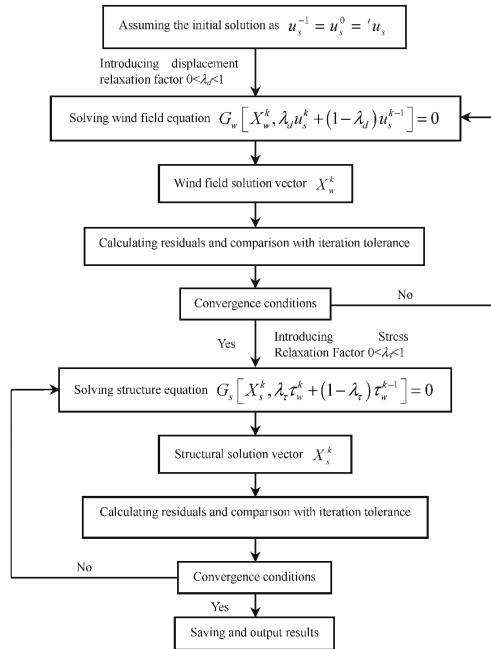 Assuming the initial solution as $u_s^{-1} = u_s^0 = {}^t u_s$
Introducing displacement
relaxation factor 0<λ_d<1
Solving wind field equation $G_w\left[X_w^k, \lambda_d u_s^k + (1-\lambda_d) u_s^{k-1}\right] = 0$
Wind field solution vector $X_w^k$
Calculating residuals and comparison with iteration tolerance
Convergence conditions
No
Yes
Introducing Stress
Relaxation Factor 0<λ_τ<1
Solving structure equation $G_s\left[X_s^k, \lambda_\tau \tau_w^k + (1-\lambda_\tau) \tau_w^{k-1}\right] = 0$
Structural solution vector $X_s^k$
Calculating residuals and comparison with iteration tolerance
No
Convergence conditions
Yes
Saving and output results